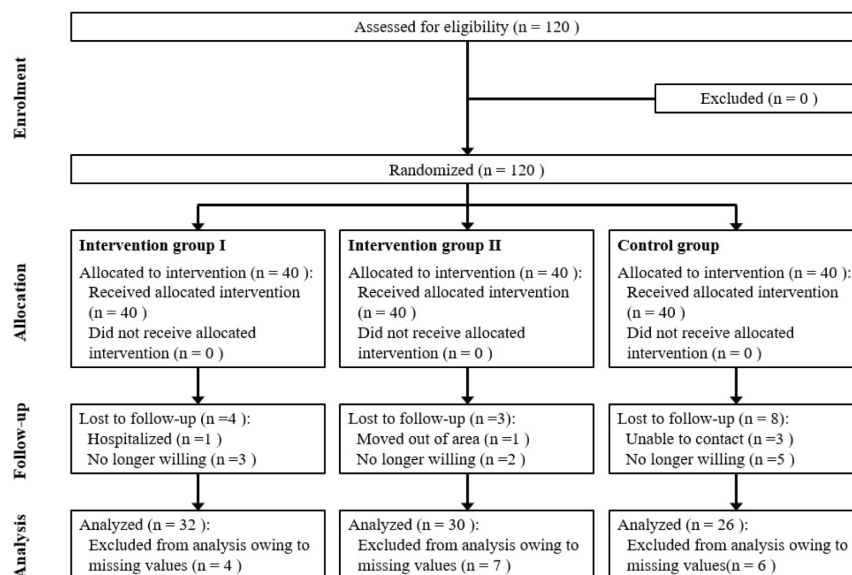 Assessed for eligibility (n = 120 )
Enrolment
Excluded (n = 0 )
Randomized (n = 120 )
Allocation
Intervention group I
Allocated to intervention (n = 40 ):
Received allocated intervention
(n = 40 )
Did not receive allocated
intervention (n = 0 )
Intervention group II
Allocated to intervention (n = 40 ):
Received allocated intervention
(n = 40 )
Did not receive allocated
intervention (n = 0 )
Control group
Allocated to intervention (n = 40 ):
Received allocated intervention
(n = 40 )
Did not receive allocated
intervention (n = 0 )
Follow-up
Lost to follow-up (n =4 ):
Hospitalized (n =1 )
No longer willing (n =3 )
Lost to follow-up (n =3):
Moved out of area (n =1 )
No longer willing (n =2 )
Lost to follow-up (n = 8):
Unable to contact (n =3 )
No longer willing (n =5 )
Analysis
Analyzed (n = 32 ):
Excluded from analysis owing to
missing values (n = 4 )
Analyzed (n = 30 ):
Excluded from analysis owing to
missing values (n = 7 )
Analyzed (n = 26 ):
Excluded from analysis owing to
missing values(n = 6 )